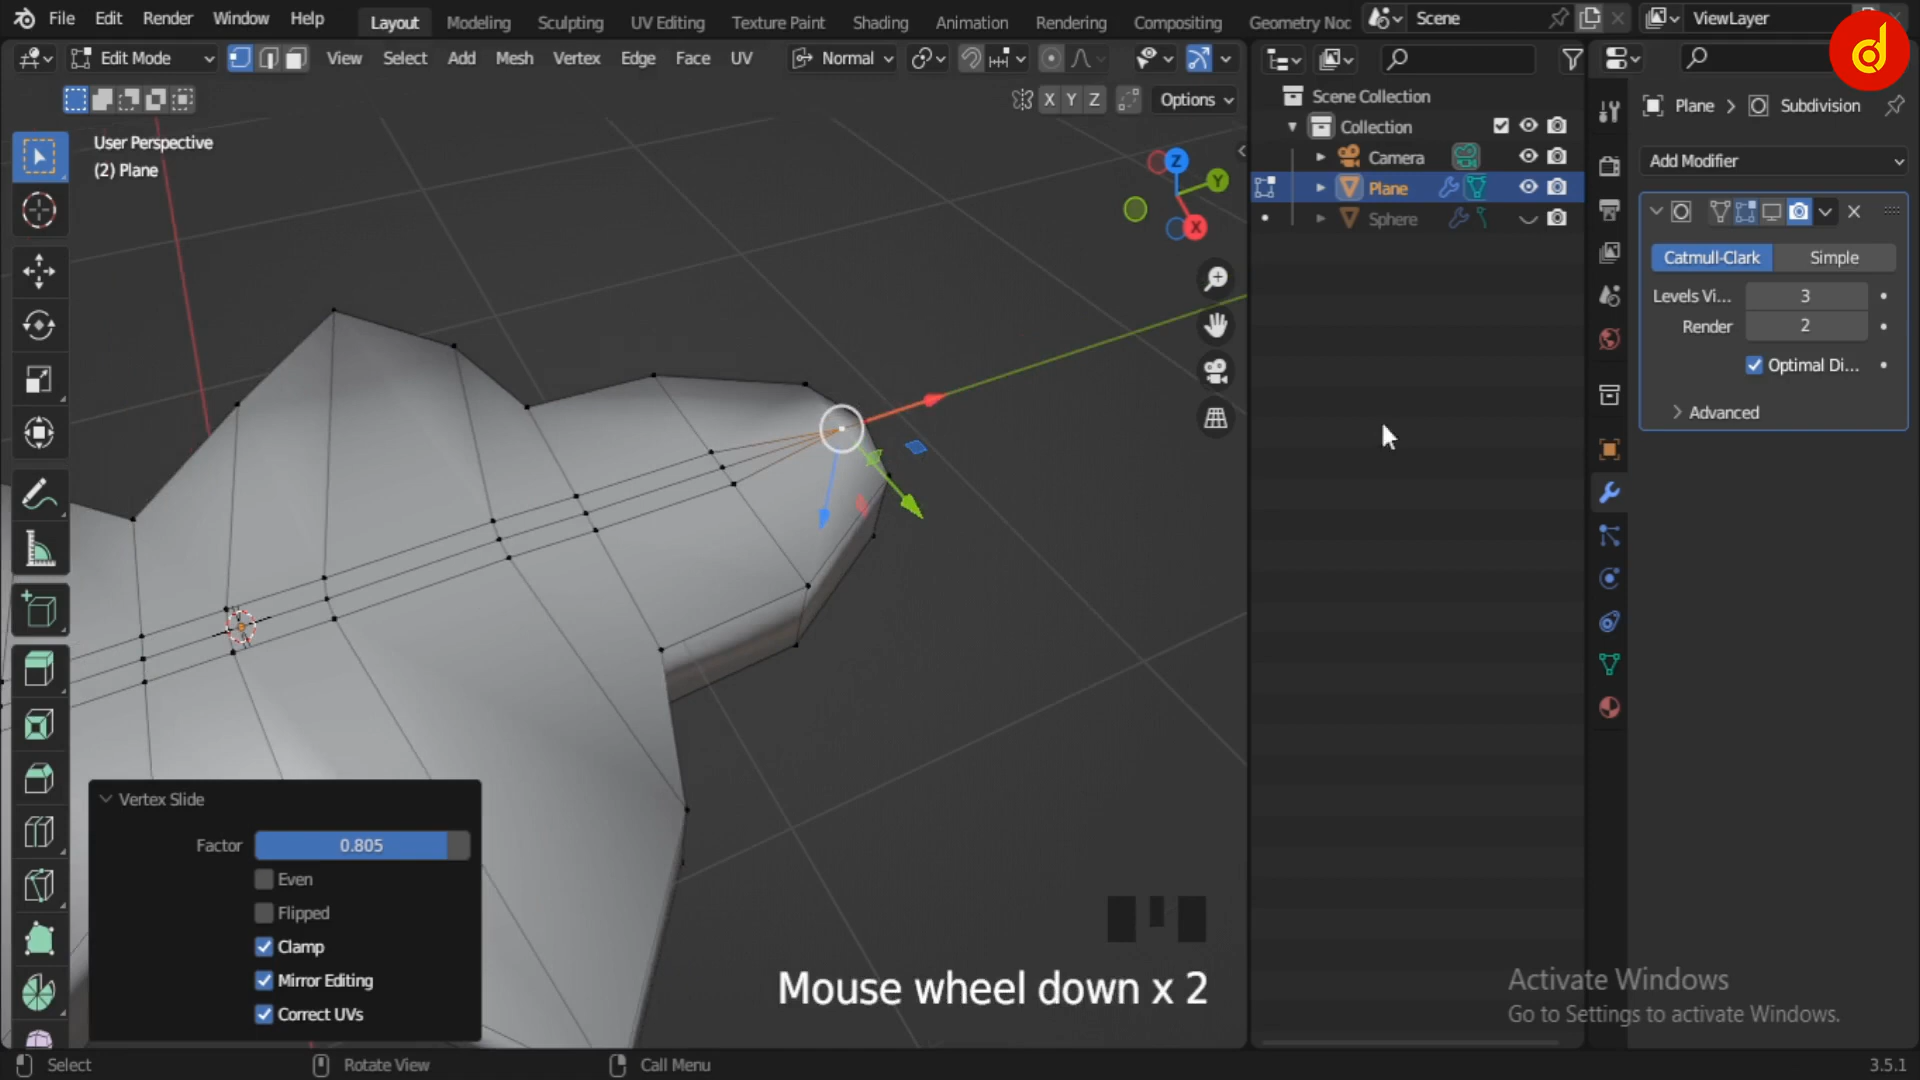 File Edit Render Window Help Layout Modeling Sculpting UV Editing Texture Paint Shading Animation Rendering Compositing Geometry Noc Scene ViewLayer
Edit Mode View Select Add Mesh Vertex Edge Face UV Normal
X Y Z Options
User Perspective
(2) Plane
Z
Y
X
Scene Collection
Collection
Camera
Plane
Sphere
Plane > Subdivision
Add Modifier
Catmull-Clark Simple
Levels Vi... 3
Render 2
Optimal Di...
Advanced
Vertex Slide
Factor 0.805
Even
Flipped
Clamp
Mirror Editing
Correct UVs
Mouse wheel down x 2
Activate Windows
Go to Settings to activate Windows.
Select Rotate View Call Menu 3.5.1